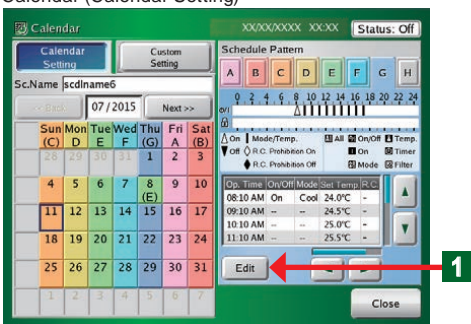 Calendar (Calendar Setting)
Calendar XX/XX/XXXX XX:XX Status: Off
Calendar Setting Custom Setting
Sc.Name scdlname6
<< Back 07/2015 Next >>
Sun Mon Tue Wed Thu Fri Sat
(C) D E F (G) A (B)
28 29 30 31 1 2 3
4 5 6 7 8 9 10
(E)
11 12 13 14 15 16 17
18 19 20 21 22 23 24
25 26 27 28 29 30 31
1 2 3 4 5 6 7
Schedule Pattern
A B C D E F G H
0 2 4 6 8 10 12 14 16 18 20 22 24
On Mode/Temp. All On/Off Temp.
Off R.C. Prohibition On On Timer
R.C. Prohibition Off Mode Filter
Op. Time On/Off Mode Set Temp. R.C.
08:10 AM On Cool 24.0°C -
09:10 AM -- -- 24.5°C -
10:10 AM -- -- 25.0°C -
11:10 AM -- -- 25.5°C -
Edit
1
Close